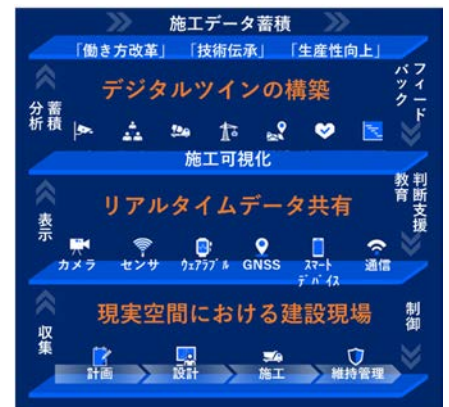 施工データ蓄積
「働き方改革」 「技術伝承」 「生産性向上」
デジタルツインの構築
蓄積
分析
フィード
バック
施工可視化
リアルタイムデータ共有
表示
判断支援
教育
カメラ センサ ウェアラブル GNSS スマート
デバイス 通信
現実空間における建設現場
収集
制御
計画 設計 施工 維持管理